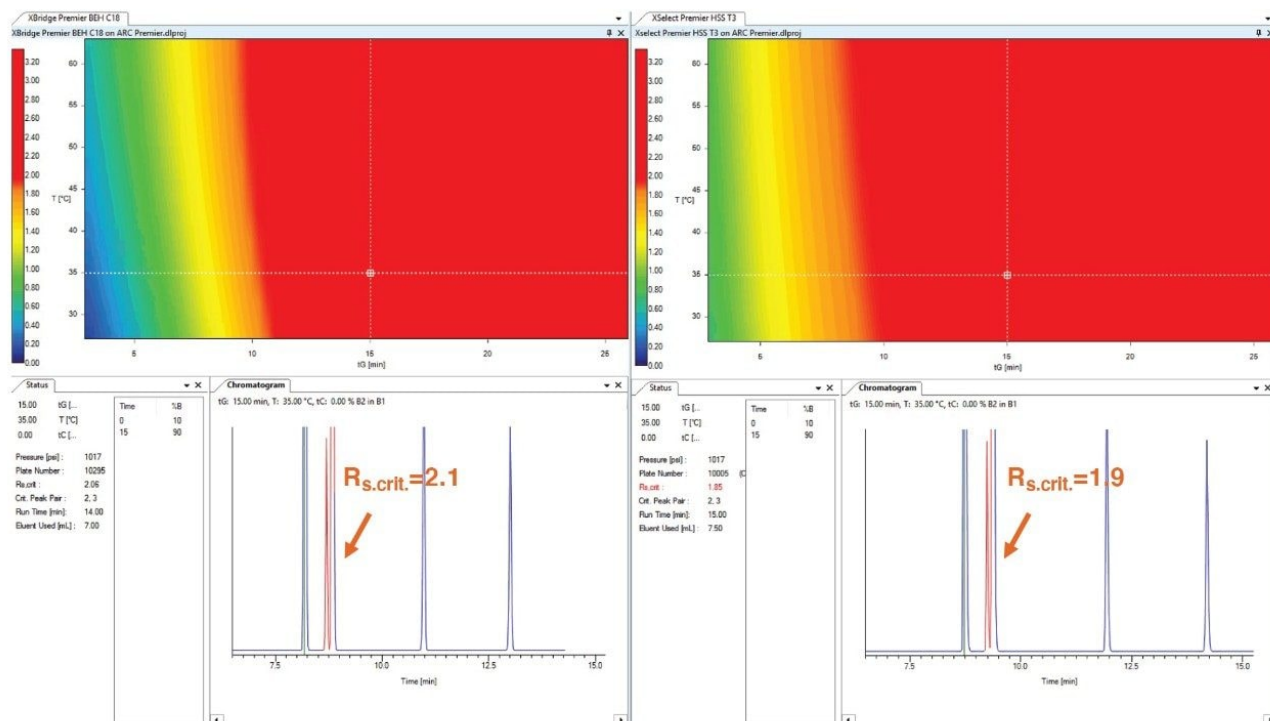 XBridge Premier BEH C18
XBridge Premier BEH C18 on ARC Premier.dlproj
3.20
3.00
2.80
2.60
2.40
2.20
2.00
1.80
1.60
1.40
1.20
1.00
0.80
0.60
0.40
0.20
0.00
T [°C]
60
55
50
45
40
35
30
5
10
15
20
25
tG [min]
XSelect Premier HSS T3
Xselect Premier HSS T3 on ARC Premier.dlproj
3.20
3.00
2.80
2.60
2.40
2.20
2.00
1.80
1.60
1.40
1.20
1.00
0.80
0.60
0.40
0.20
0.00
T [°C]
60
55
50
45
40
35
30
5
10
15
20
25
tG [min]
Status
15.00 tG [...
35.00 T [°C]
0.00 tC [...
Pressure [psi] : 1017
Plate Number : 10295
Rs,crit : 2.06
Crit. Peak Pair : 2, 3
Run Time [min]: 14.00
Eluent Used [mL]: 7.00
Time %B
0 10
15 90
Chromatogram
tG: 15.00 min, T: 35.00 °C, tC: 0.00 % B2 in B1
Rs.crit.=2.1
7.5 10.0 12.5 15.0
Time [min]
Status
15.00 tG [...
35.00 T [°C]
0.00 tC [...
Pressure [psi] : 1017
Plate Number : 10005 (C
Rs,crit : 1.85
Crit. Peak Pair : 2, 3
Run Time [min]: 15.00
Eluent Used [mL]: 7.50
Time %B
0 10
15 90
Chromatogram
tG: 15.00 min, T: 35.00 °C, tC: 0.00 % B2 in B1
Rs.crit.=1.9
7.5 10.0 12.5 15.0
Time [min]